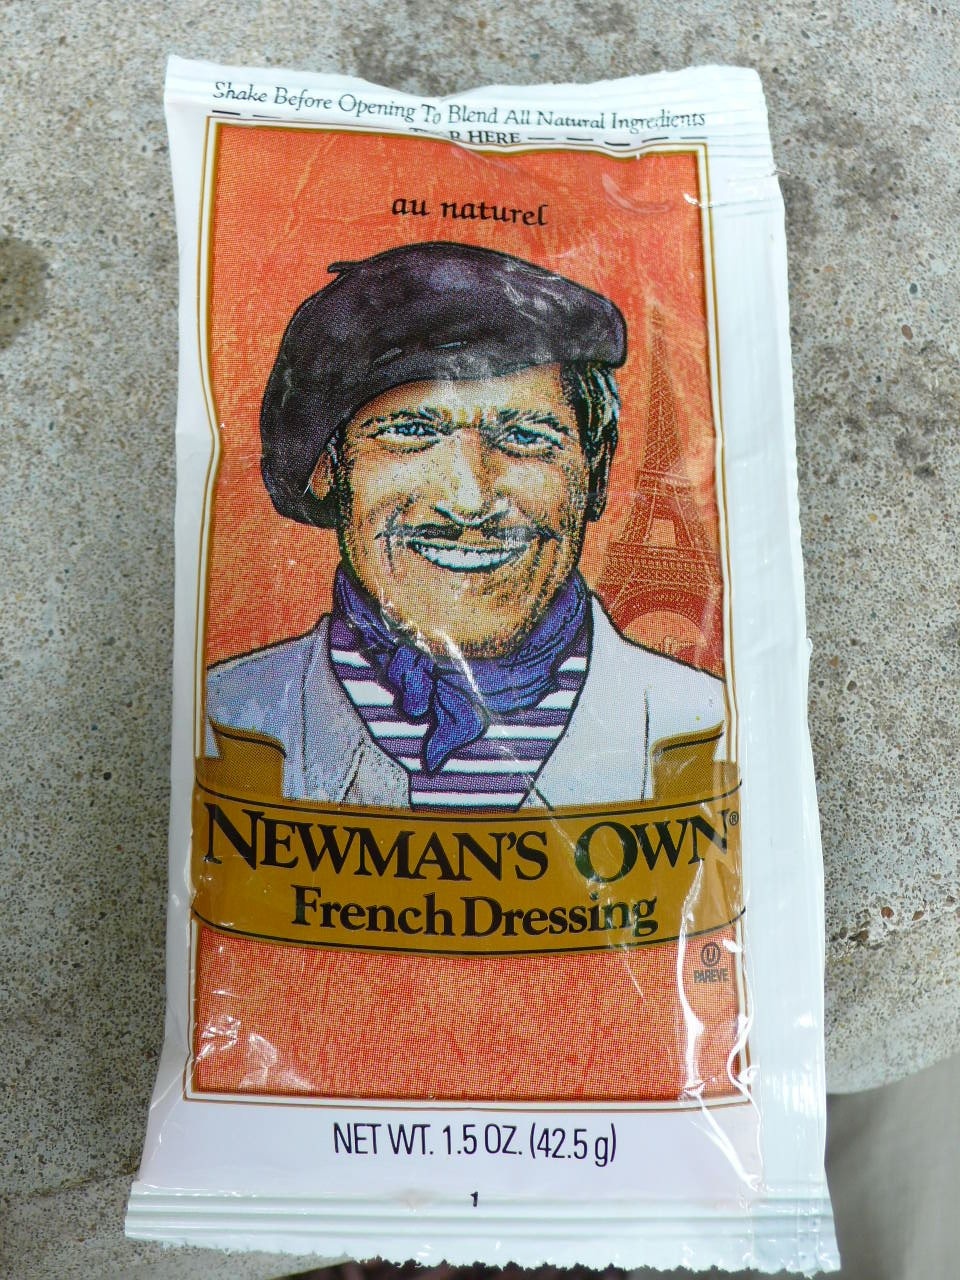 Shake Before Opening To Blend All Natural Ingredients
HERE
au naturel
NEWMAN'S OWN®
French Dressing
U
PAREVE
NET WT. 1.5 OZ. (42.5 g)
1